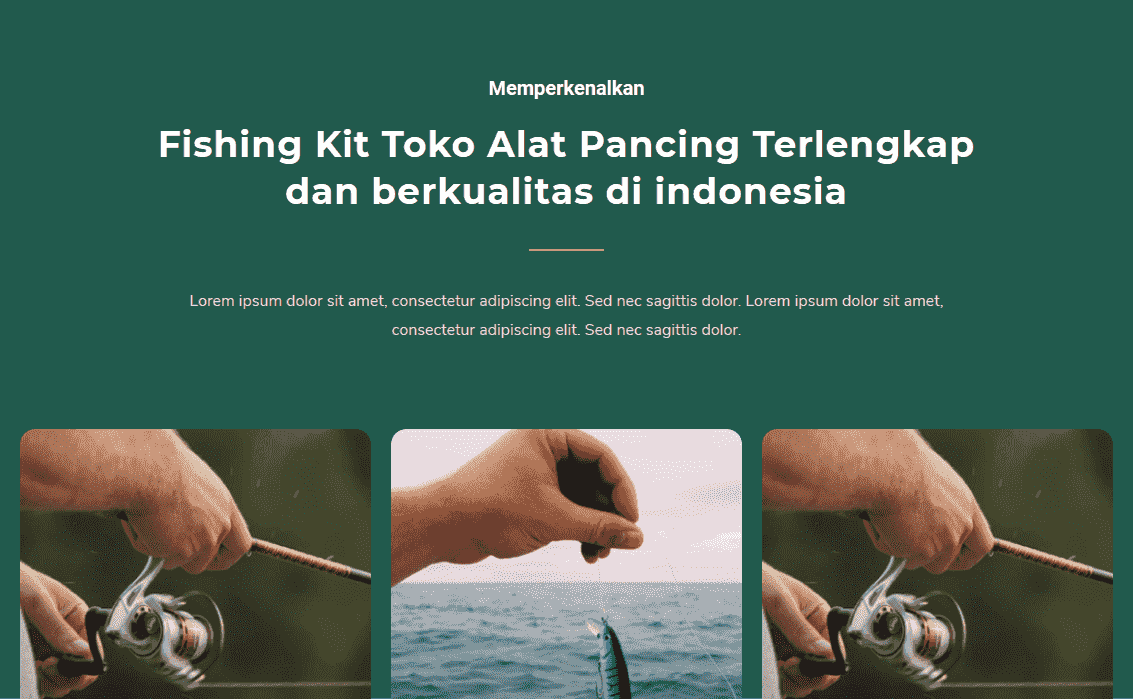 Memperkenalkan
Fishing Kit Toko Alat Pancing Terlengkap
dan berkualitas di indonesia
Lorem ipsum dolor sit amet, consectetur adipiscing elit. Sed nec sagittis dolor. Lorem ipsum dolor sit amet,
consectetur adipiscing elit. Sed nec sagittis dolor.